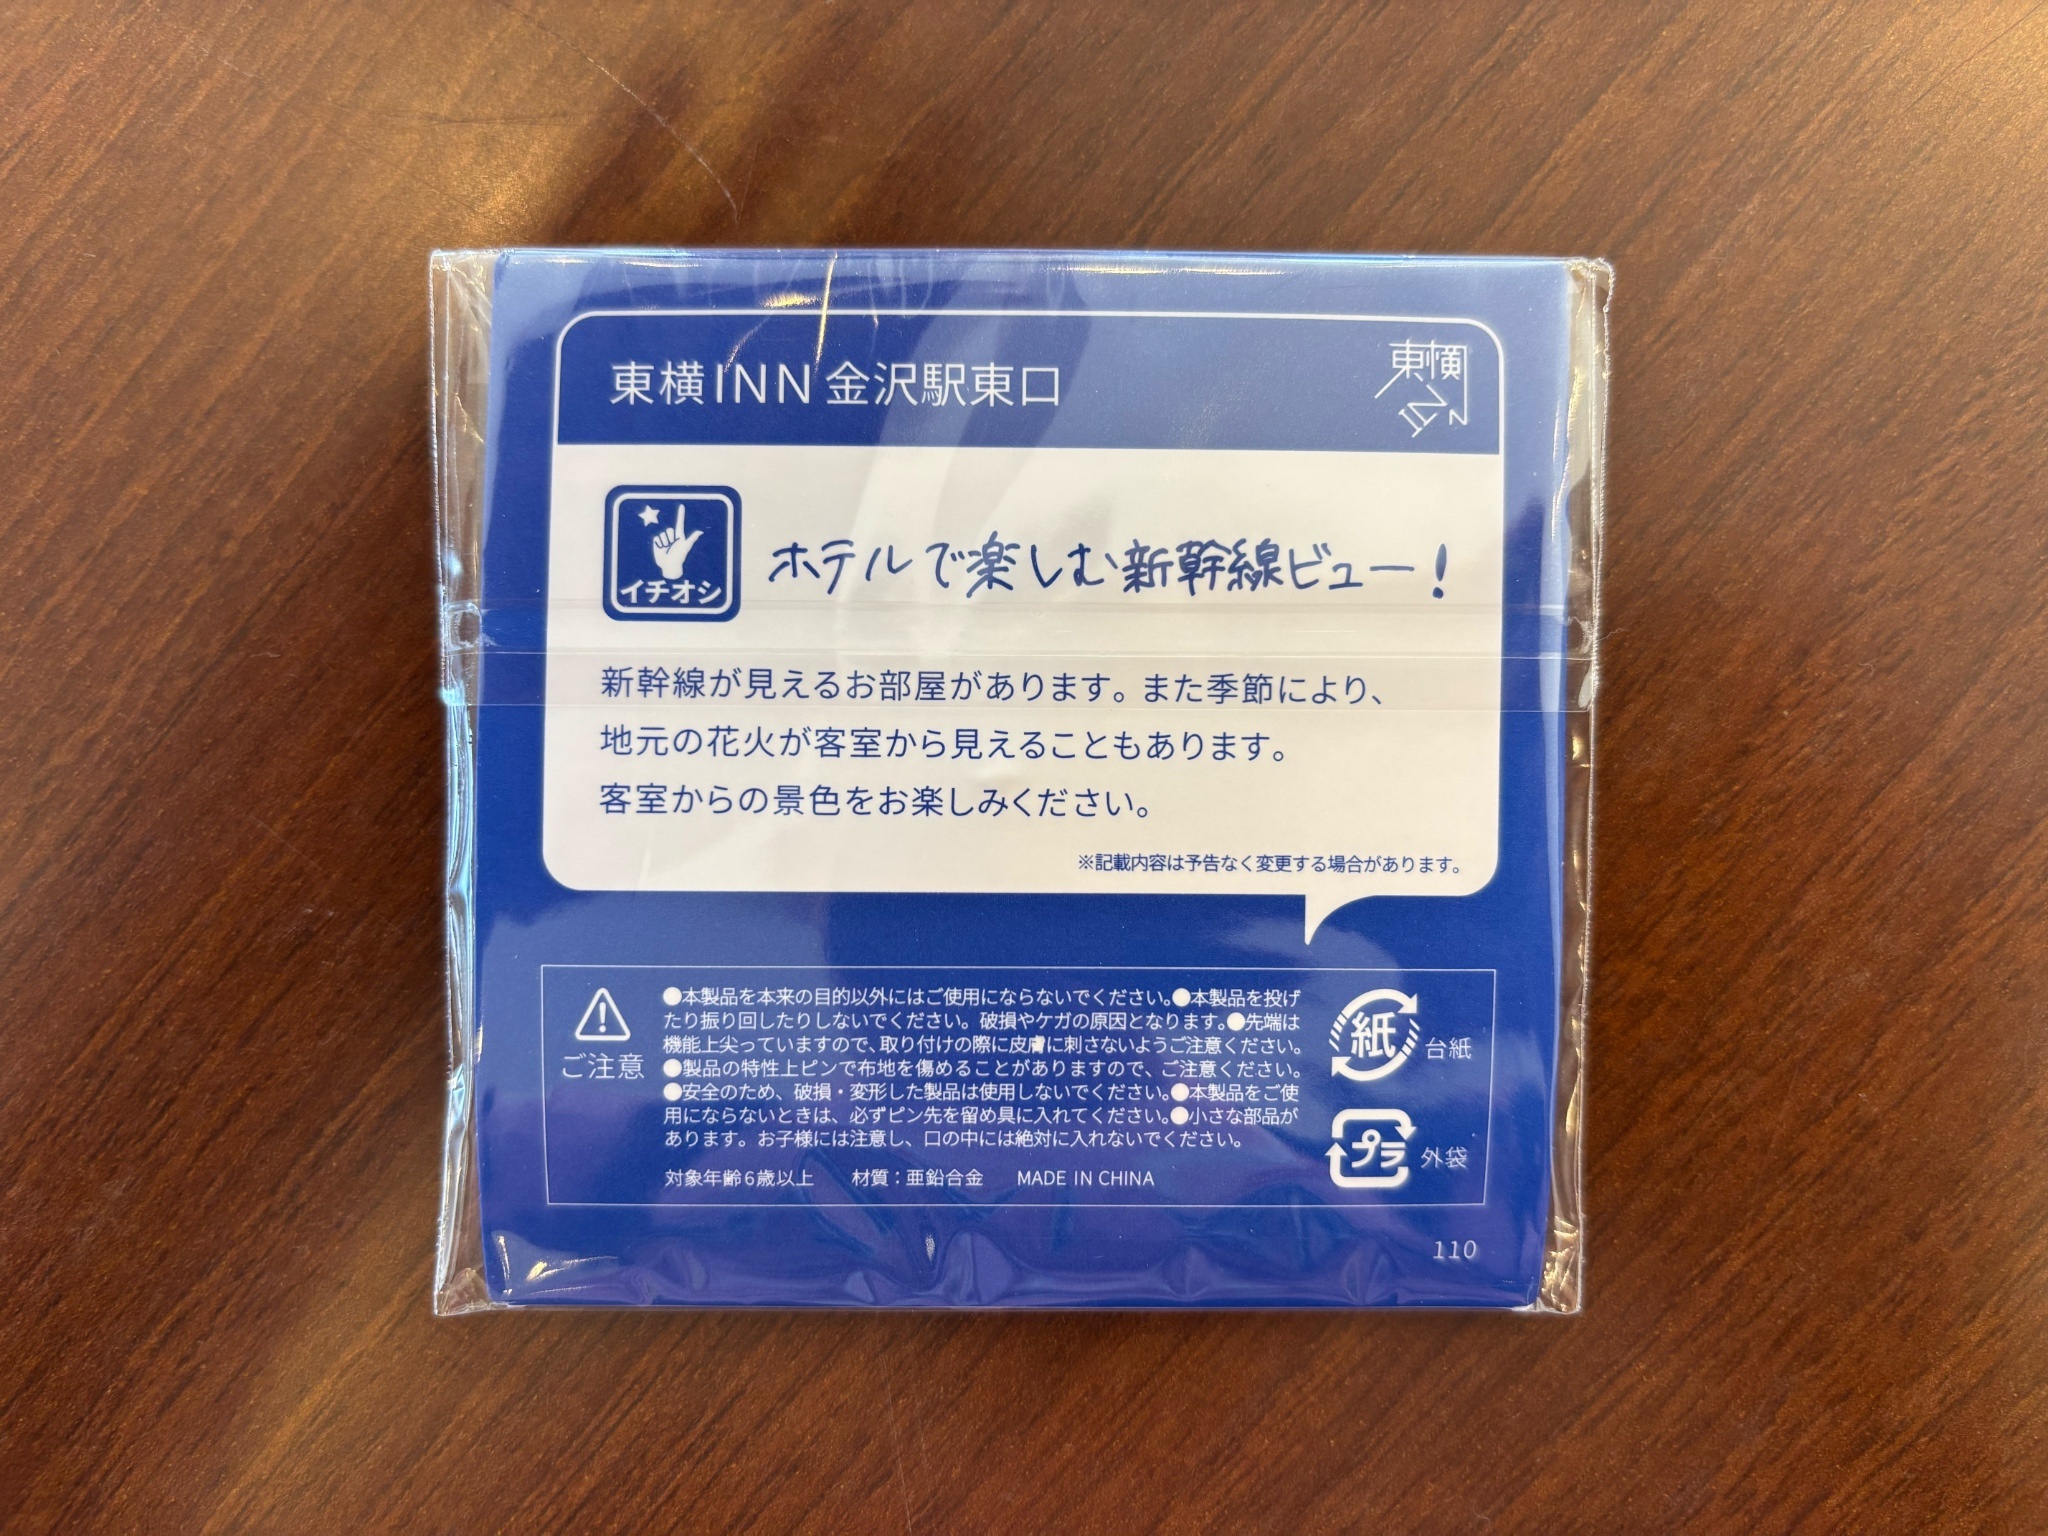 東横INN 金沢駅東口
東横INN
イチオシ
ホテルで楽しむ新幹線ビュー!
新幹線が見えるお部屋があります。また季節により、
地元の花火が客室から見えることもあります。
客室からの景色をお楽しみください。
※記載内容は予告なく変更する場合があります。
ご注意
●本製品を本来の目的以外にはご使用にならないでください。●本製品を投げ
たり振り回したりしないでください。破損やケガの原因となります。●先端は
機能上尖っていますので、取り付けの際に皮膚に刺さないようご注意ください。
●製品の特性上ピンで布地を傷めることがありますので、ご注意ください。
●安全のため、破損・変形した製品は使用しないでください。●本製品をご使
用にならないときは、必ずピン先を留め具に入れてください。●小さな部品が
あります。お子様には注意し、口の中には絶対に入れないでください。
対象年齢6歳以上 材質:亜鉛合金 MADE IN CHINA
紙 台紙
プラ 外袋
110